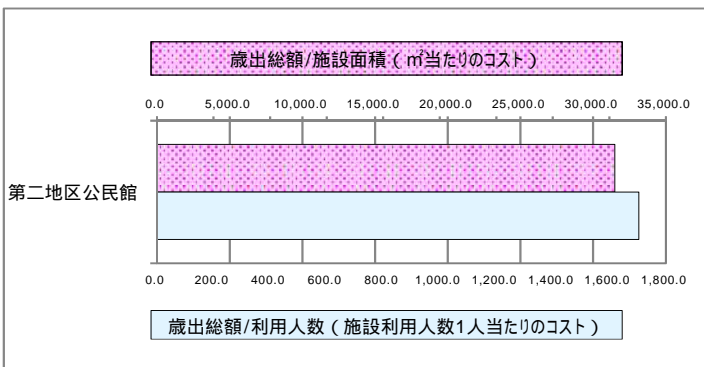 歳出総額/施設面積（㎡当たりのコスト）
0.0 5,000.0 10,000.0 15,000.0 20,000.0 25,000.0 30,000.0 35,000.0
第二地区公民館
0.0 200.0 400.0 600.0 800.0 1,000.0 1,200.0 1,400.0 1,600.0 1,800.0
歳出総額/利用人数（施設利用人数1人当たりのコスト）